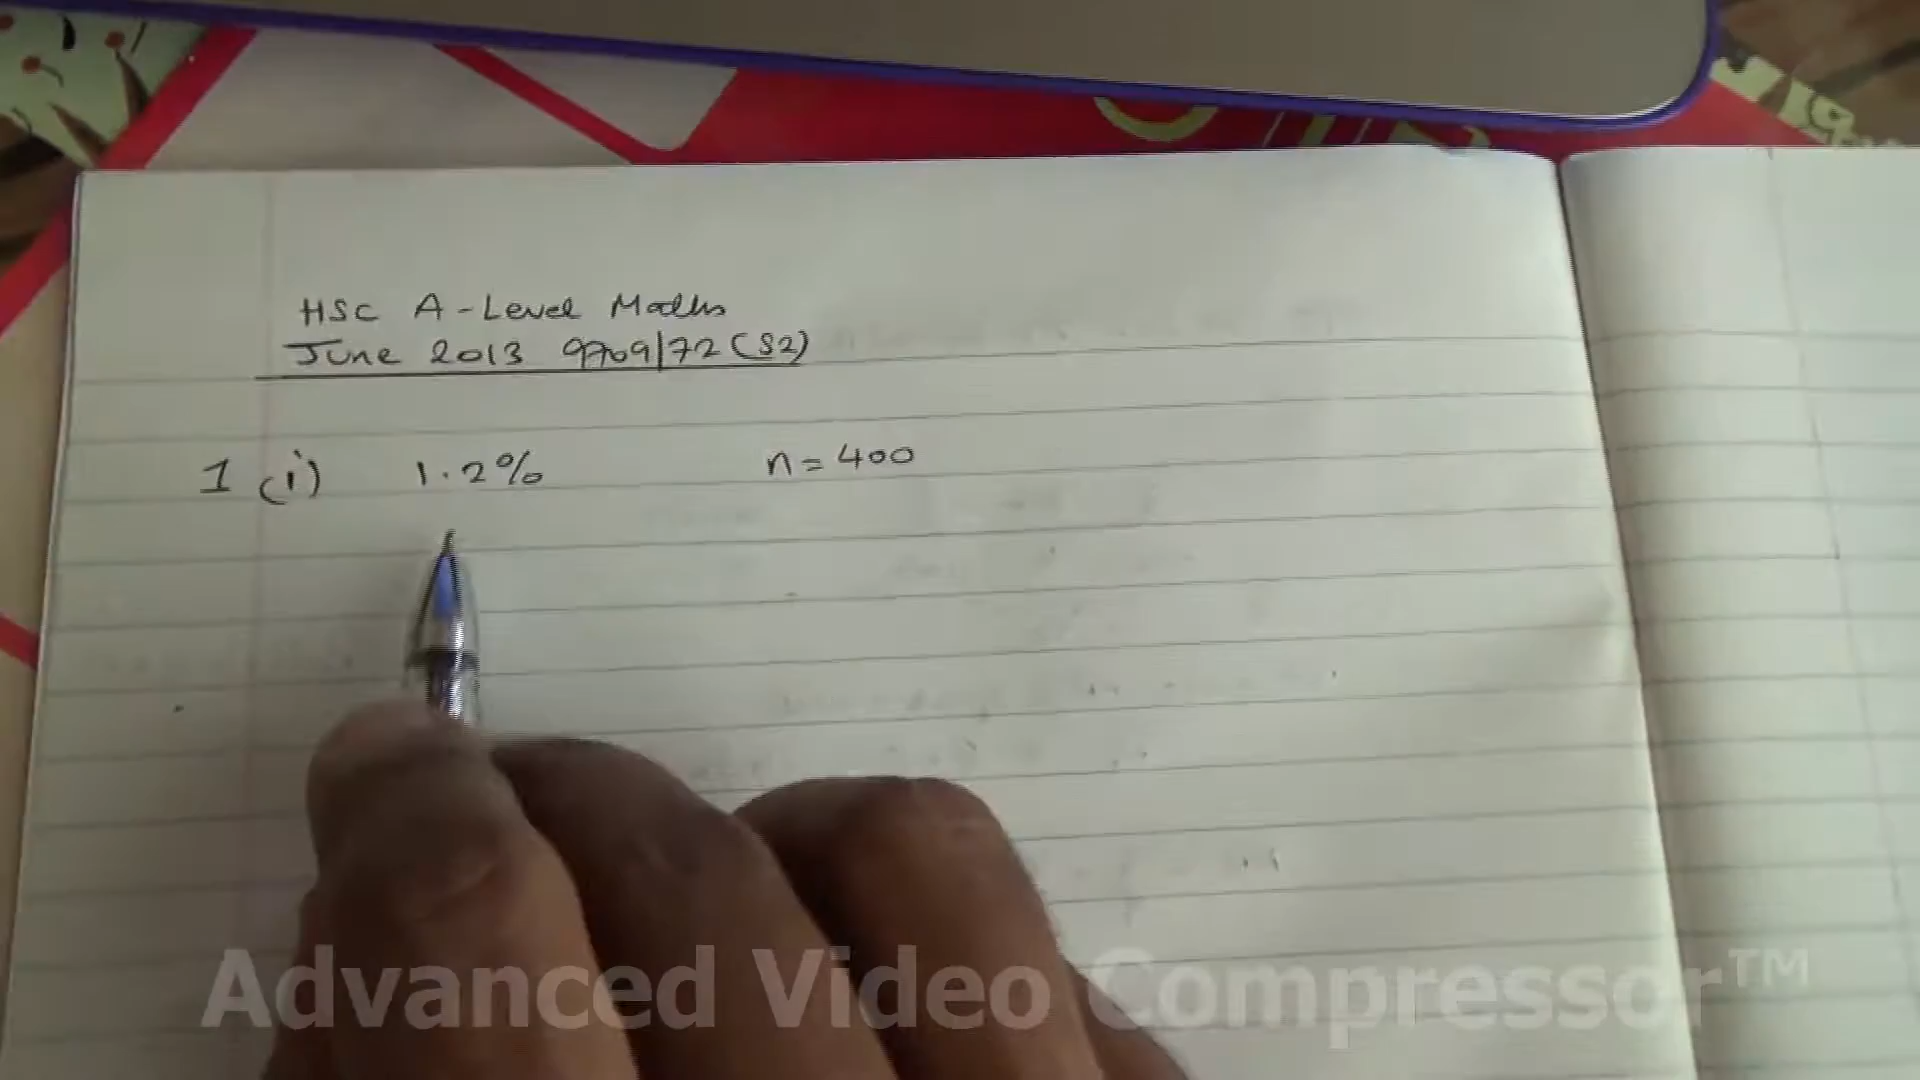 HSC A-Level Maths
June 2013 9709/72 (S2)
1 (i) 1.2% n = 400
Advanced Video Compressor™